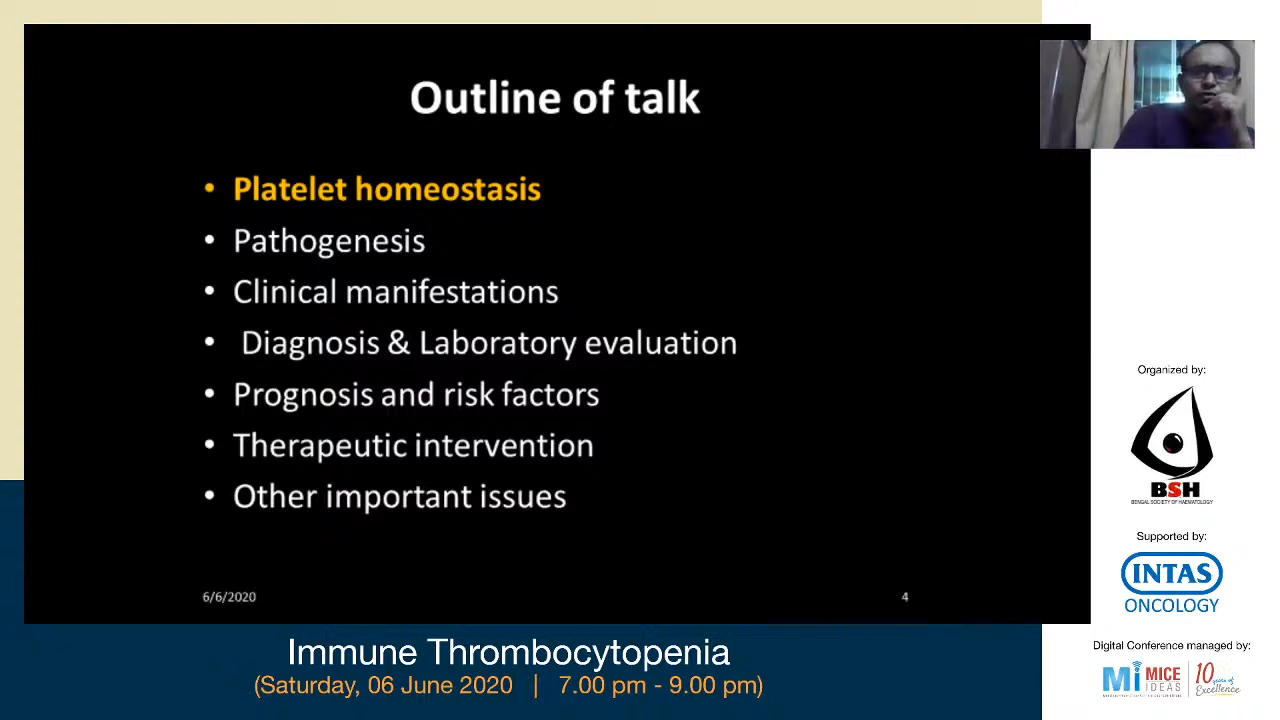 Outline of talk
• Platelet homeostasis
• Pathogenesis
• Clinical manifestations
• Diagnosis & Laboratory evaluation
• Prognosis and risk factors
• Therapeutic intervention
• Other important issues
6/6/2020
4
Organized by:
BSH
BENGAL SOCIETY OF HAEMATOLOGY
Supported by:
INTAS
ONCOLOGY
Digital Conference managed by:
Mi MICE IDEAS
10 years of Excellence
Immune Thrombocytopenia
(Saturday, 06 June 2020 | 7.00 pm - 9.00 pm)